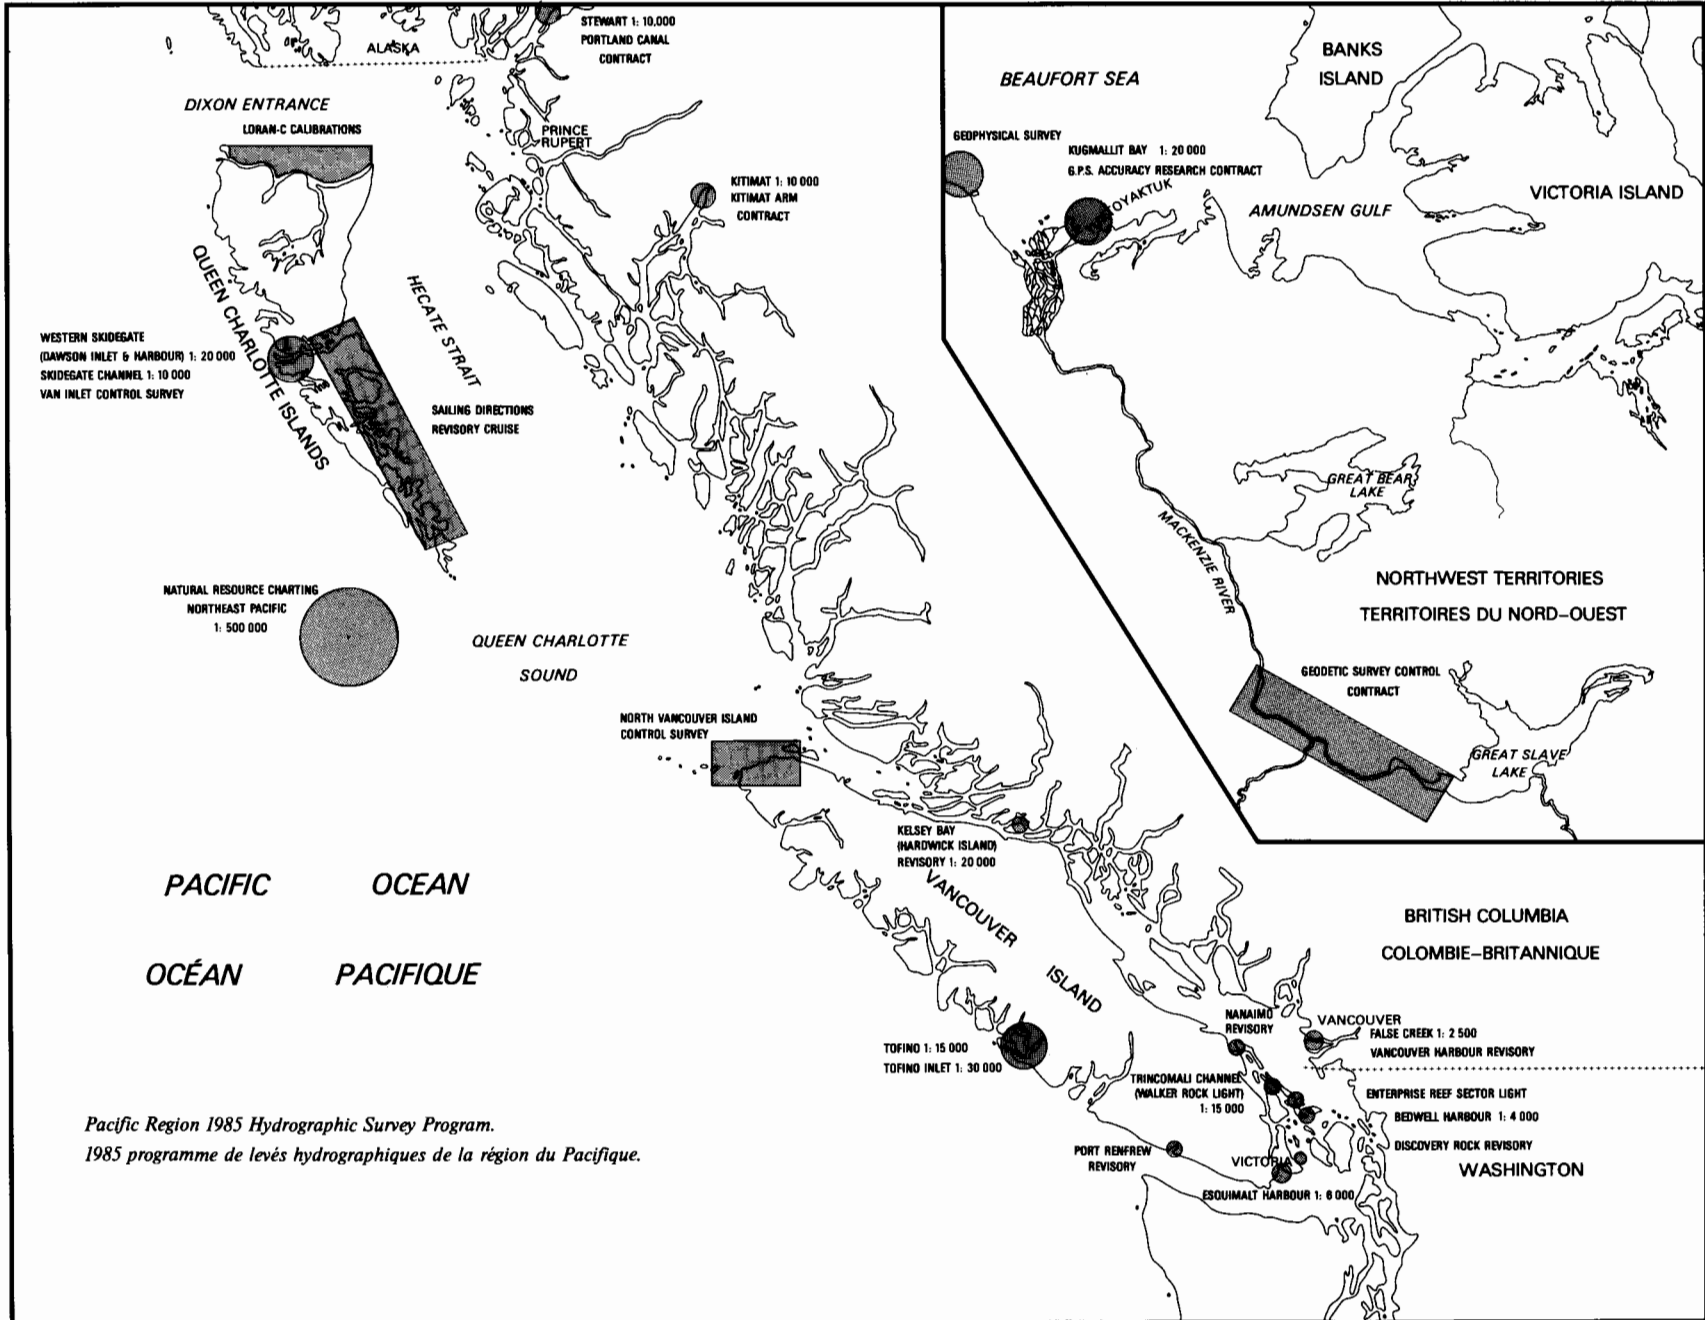 STEWART 1: 10,000
PORTLAND CANAL
CONTRACT
ALASKA
DIXON ENTRANCE
LORAN-C CALIBRATIONS
PRINCE
RUPERT
KITIMAT 1: 10 000
KITIMAT ARM
CONTRACT
QUEEN CHARLOTTE ISLANDS
HECATE STRAIT
WESTERN SKIDEGATE
(DAWSON INLET & HARBOUR) 1: 20 000
SKIDEGATE CHANNEL 1: 10 000
VAN INLET CONTROL SURVEY
SAILING DIRECTIONS
REVISORY CRUISE
NATURAL RESOURCE CHARTING
NORTHEAST PACIFIC
1: 500 000
QUEEN CHARLOTTE
SOUND
NORTH VANCOUVER ISLAND
CONTROL SURVEY
KELSEY BAY
(HARDWICK ISLAND)
REVISORY 1: 20 000
VANCOUVER
ISLAND
PACIFIC OCEAN
OCÉAN PACIFIQUE
TOFINO 1: 15 000
TOFINO INLET 1: 30 000
Pacific Region 1985 Hydrographic Survey Program.
1985 programme de levés hydrographiques de la région du Pacifique.
BEAUFORT SEA
BANKS
ISLAND
GEOPHYSICAL SURVEY
KUGMALLIT BAY 1: 20 000
G.P.S. ACCURACY RESEARCH CONTRACT
TOYAKTUK
AMUNDSEN GULF
VICTORIA ISLAND
GREAT BEAR
LAKE
MACKENZIE RIVER
NORTHWEST TERRITORIES
TERRITOIRES DU NORD-OUEST
GEODETIC SURVEY CONTROL
CONTRACT
GREAT SLAVE
LAKE
BRITISH COLUMBIA
COLOMBIE-BRITANNIQUE
NANAIMO
REVISORY
VANCOUVER
FALSE CREEK 1: 2 500
VANCOUVER HARBOUR REVISORY
TRINCOMALI CHANNEL
(WALKER ROCK LIGHT)
1: 15 000
ENTERPRISE REEF SECTOR LIGHT
BEDWELL HARBOUR 1: 4 000
DISCOVERY ROCK REVISORY
PORT RENFREW
REVISORY
VICTORIA
WASHINGTON
ESQUIMALT HARBOUR 1: 6 000